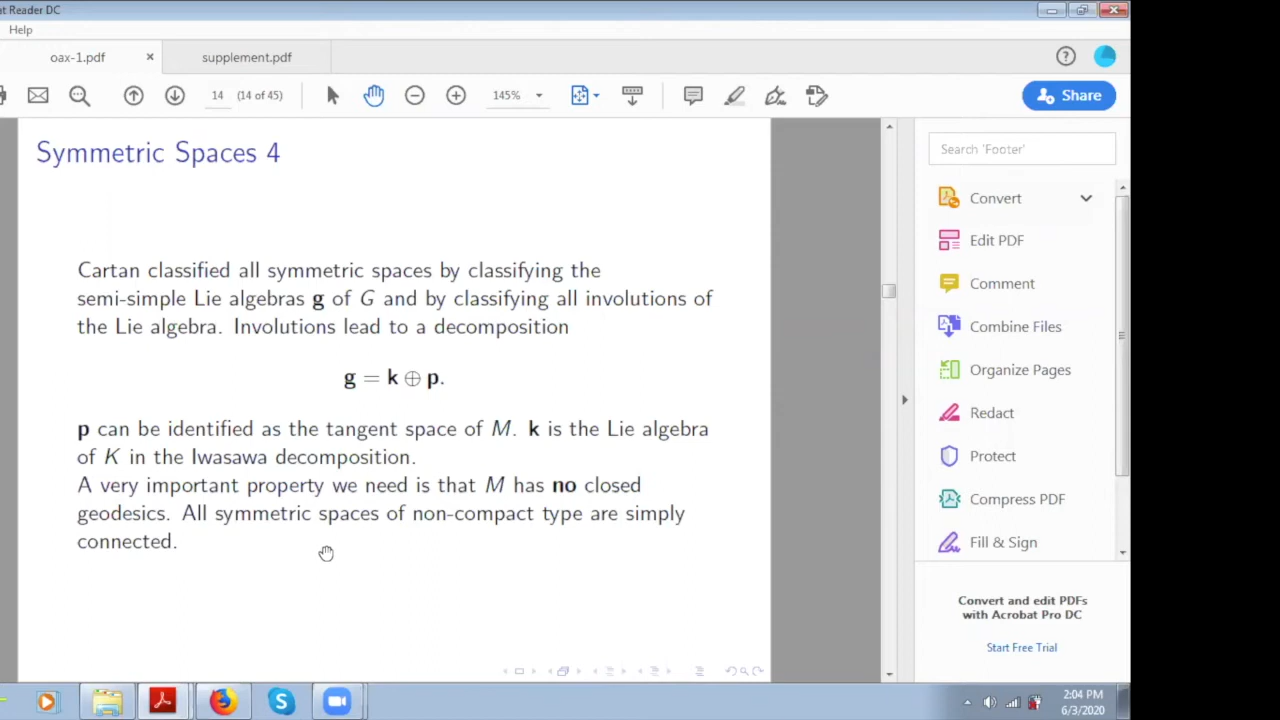 at Reader DC
Help
oax-1.pdf
supplement.pdf
14 (14 of 45)
145%
Share
Symmetric Spaces 4
Cartan classified all symmetric spaces by classifying the
semi-simple Lie algebras g of G and by classifying all involutions of
the Lie algebra. Involutions lead to a decomposition
g = k ⊕ p.
p can be identified as the tangent space of M. k is the Lie algebra
of K in the Iwasawa decomposition.
A very important property we need is that M has no closed
geodesics. All symmetric spaces of non-compact type are simply
connected.
Search 'Footer'
Convert
Edit PDF
Comment
Combine Files
Organize Pages
Redact
Protect
Compress PDF
Fill & Sign
Convert and edit PDFs
with Acrobat Pro DC
Start Free Trial
2:04 PM
6/3/2020